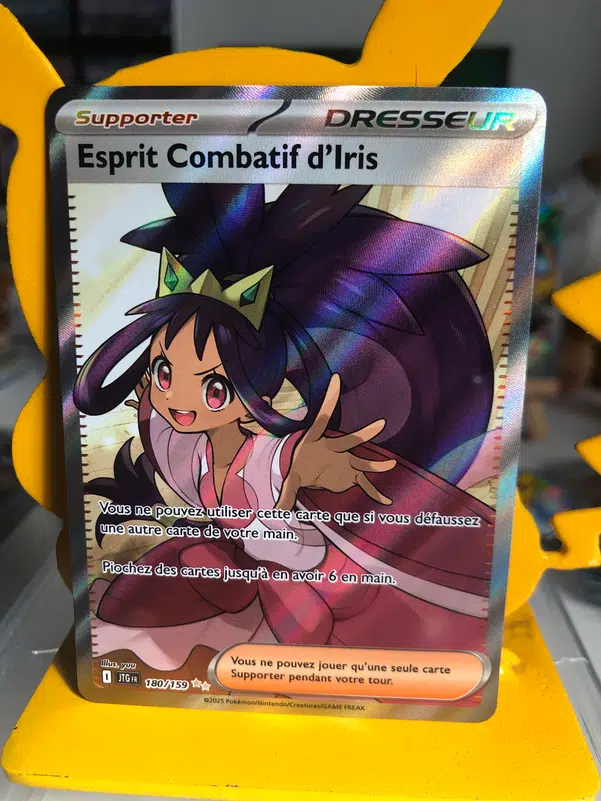 Supporter
DRESSEUR
Esprit Combatif d'Iris
Vous ne pouvez utiliser cette carte que si vous défaussez
une autre carte de votre main.
Piochez des cartes jusqu'à en avoir 6 en main.
Illus. yuu
I JTG FR 180/159
Vous ne pouvez jouer qu'une seule carte
Supporter pendant votre tour.
©2025 Pokémon/Nintendo/Creatures/GAME FREAK